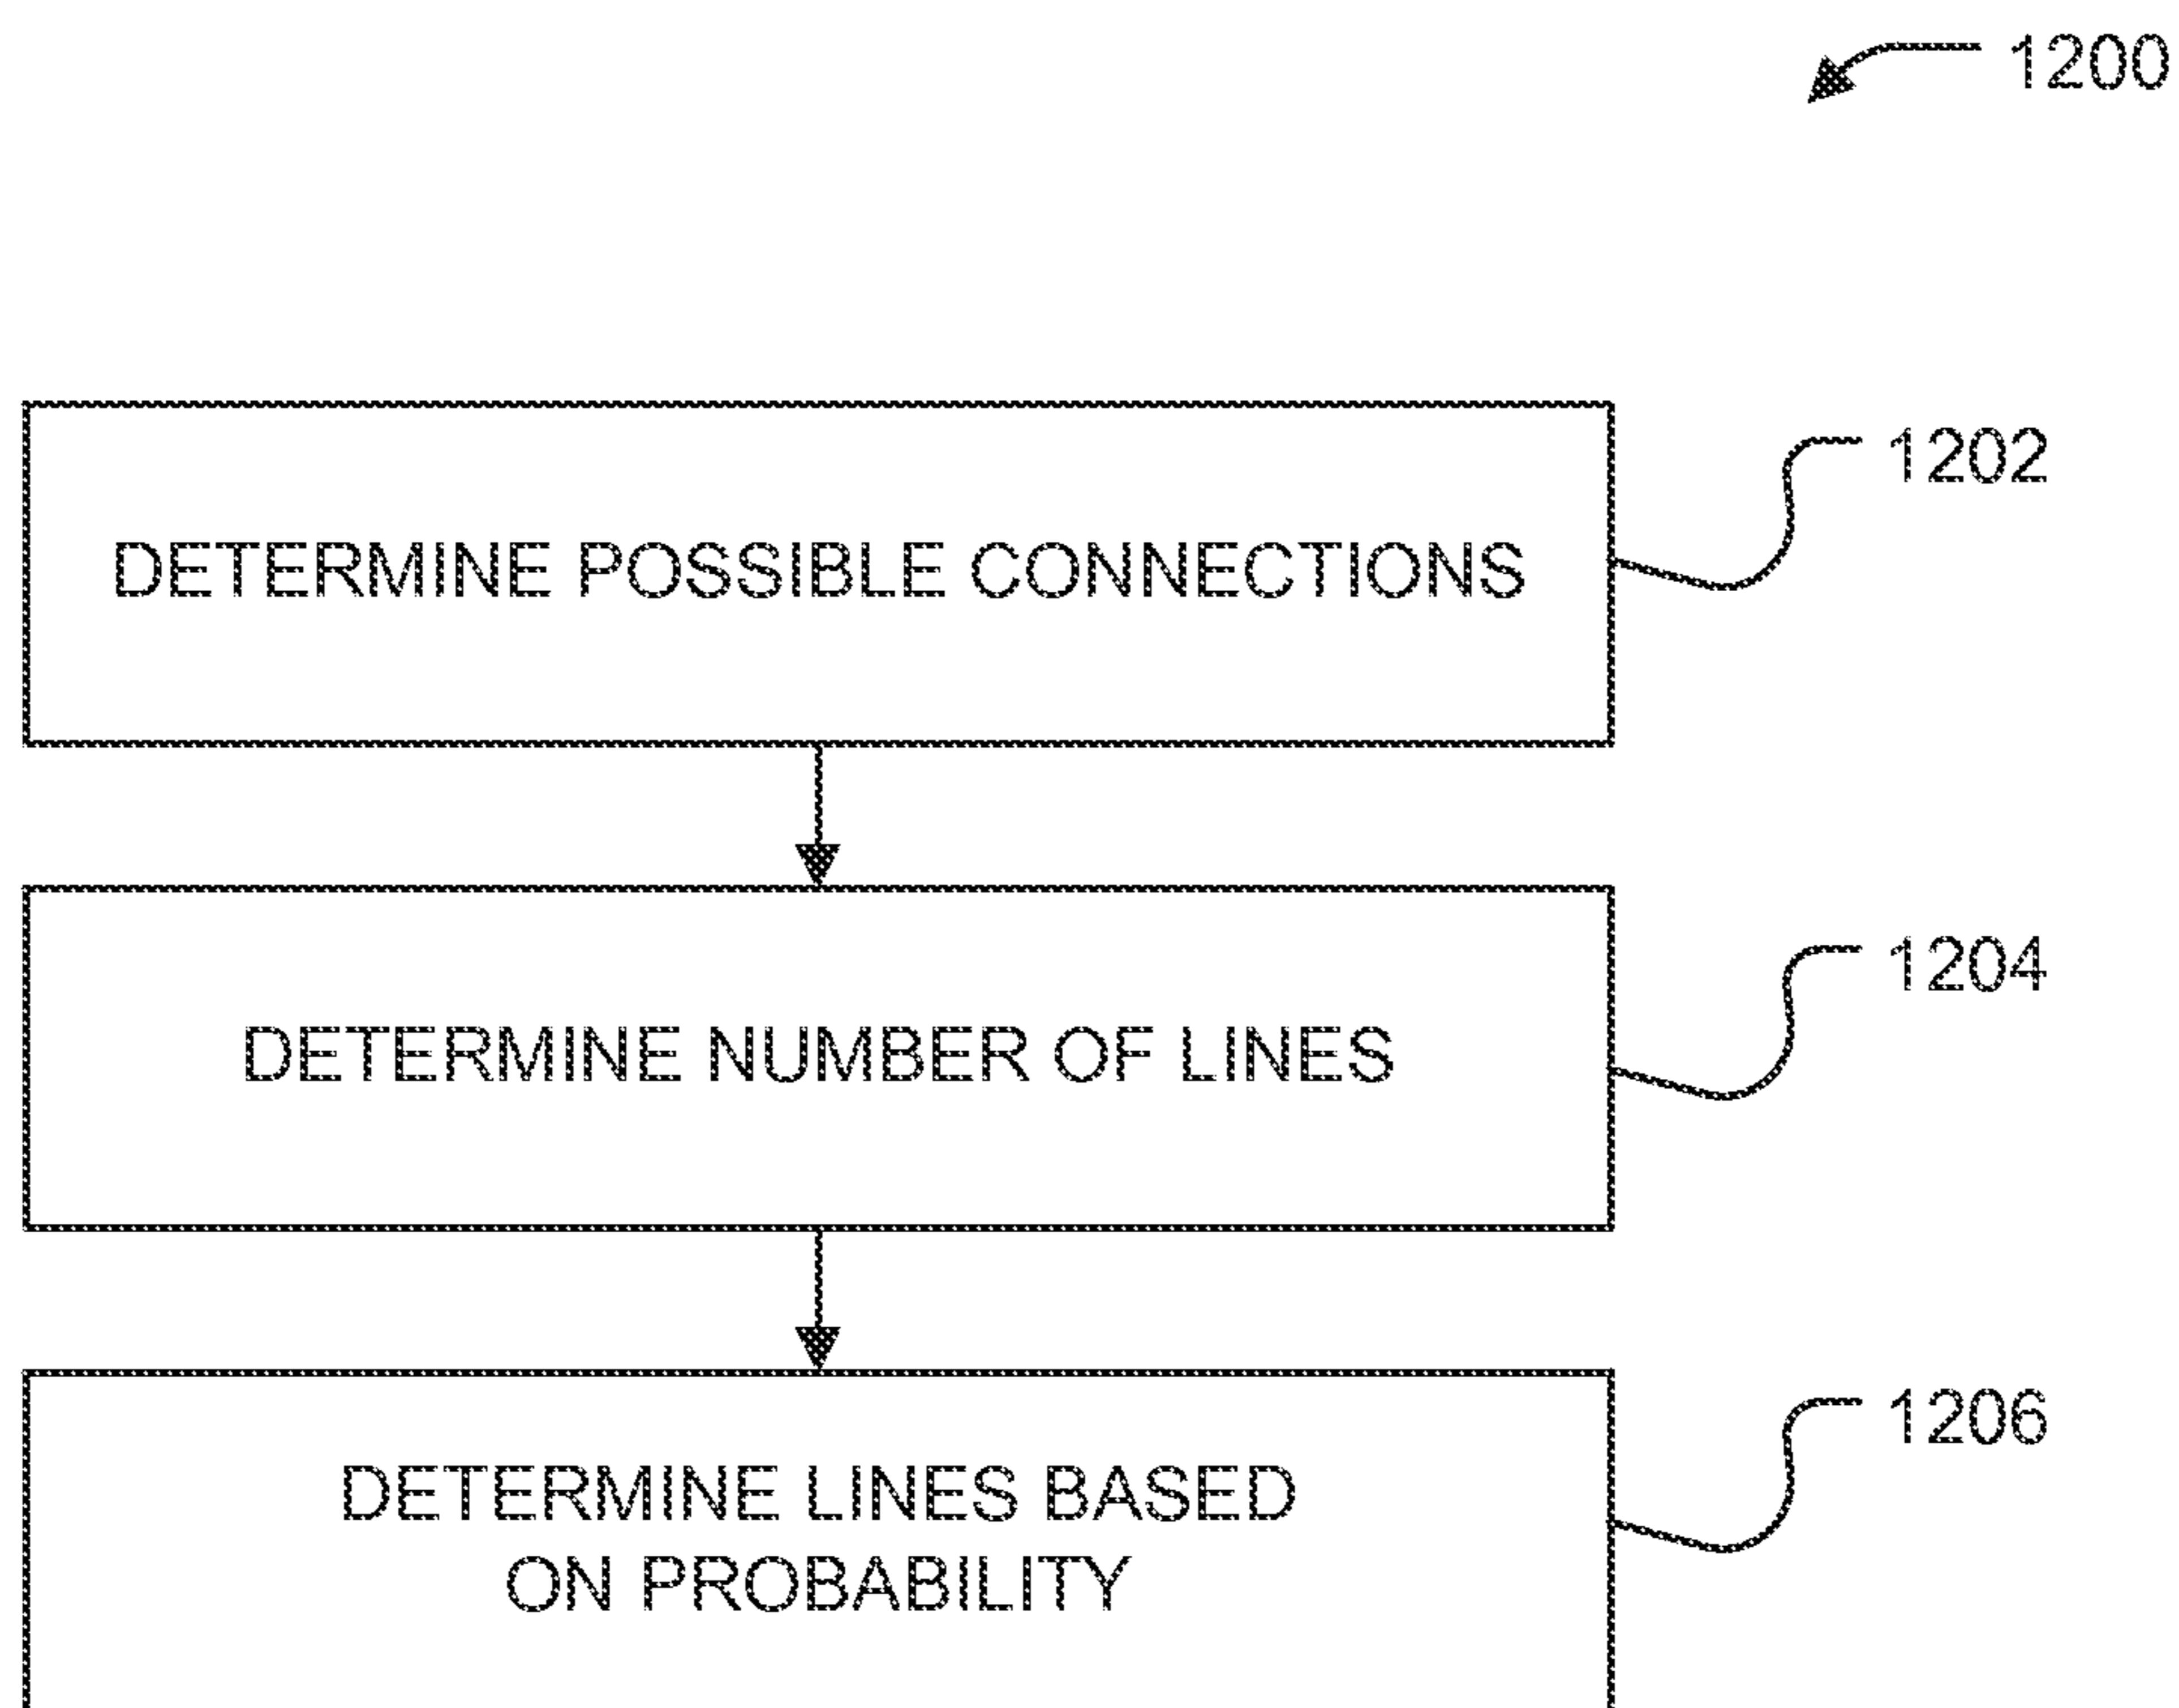 1200
DETERMINE POSSIBLE CONNECTIONS
1202
DETERMINE NUMBER OF LINES
1204
DETERMINE LINES BASED
ON PROBABILITY
1206